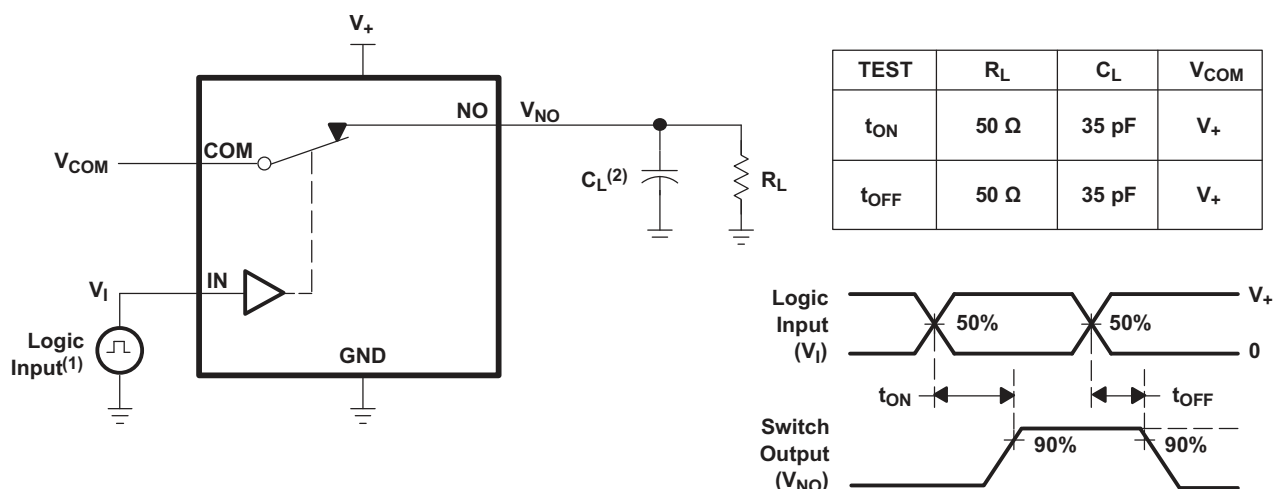 V+
NO
VNO
COM
VCOM
CL(2)
RL
IN
VI
Logic
Input(1)
GND
TEST RL CL VCOM
tON 50 Ω 35 pF V+
tOFF 50 Ω 35 pF V+
Logic
Input
(VI)
50%
50%
V+
0
tON
tOFF
Switch
Output
(VNO)
90%
90%